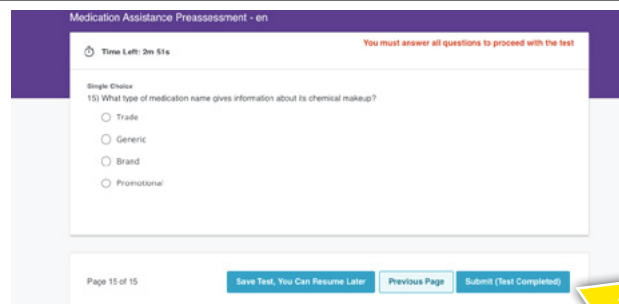 Medication Assistance Preassessment - en
Time Left: 2m 51s
You must answer all questions to proceed with the test
Single Choice
15) What type of medication name gives information about its chemical makeup?
Trade
Generic
Brand
Promotional
Page 15 of 15
Save Test, You Can Resume Later
Previous Page
Submit (Test Completed)